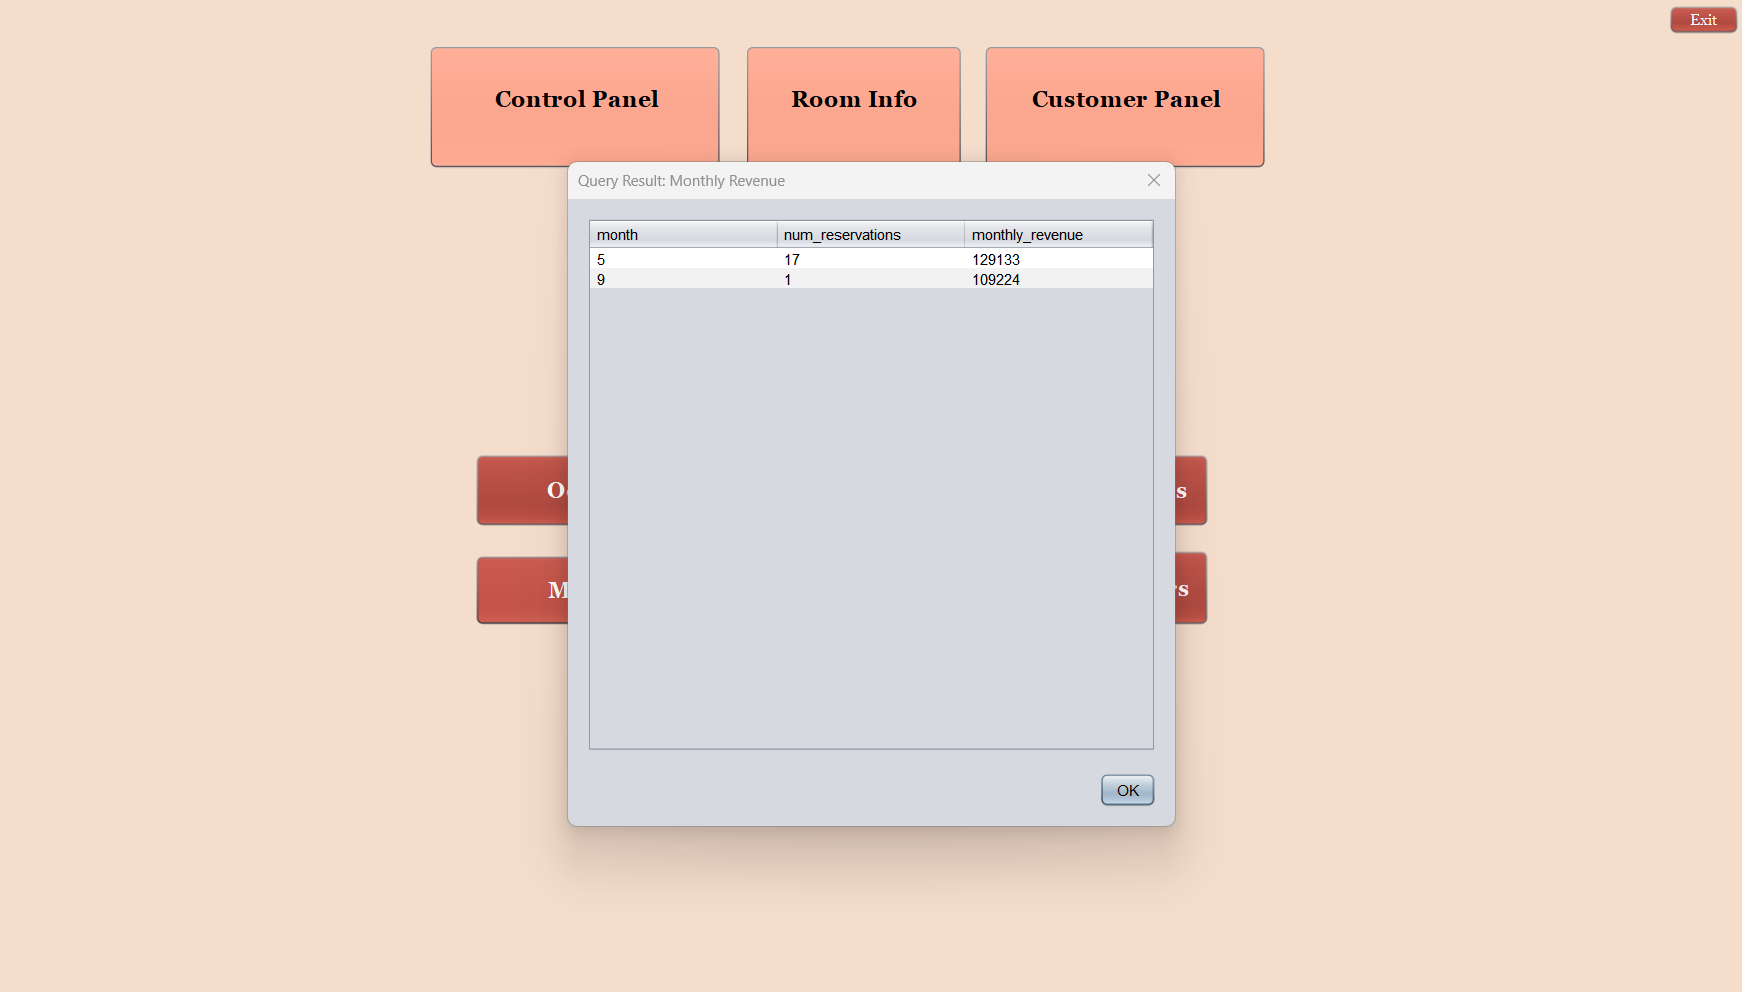 Exit
Control Panel
Room Info
Customer Panel
Query Result: Monthly Revenue
month num_reservations monthly_revenue
5 17 129133
9 1 109224
OK